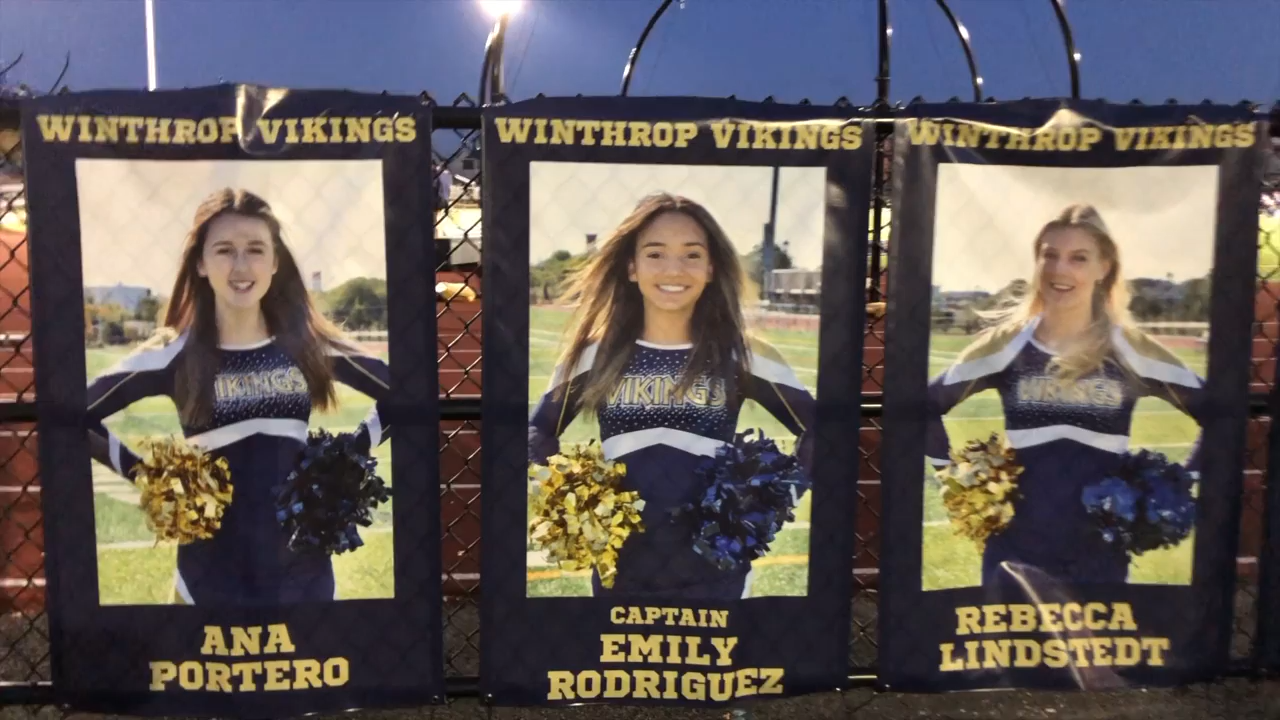 WINTHROP VIKINGS
VIKINGS
ANA
PORTERO
WINTHROP VIKINGS
VIKINGS
CAPTAIN
EMILY
RODRIGUEZ
WINTHROP VIKINGS
VIKINGS
REBECCA
LINDSTEDT